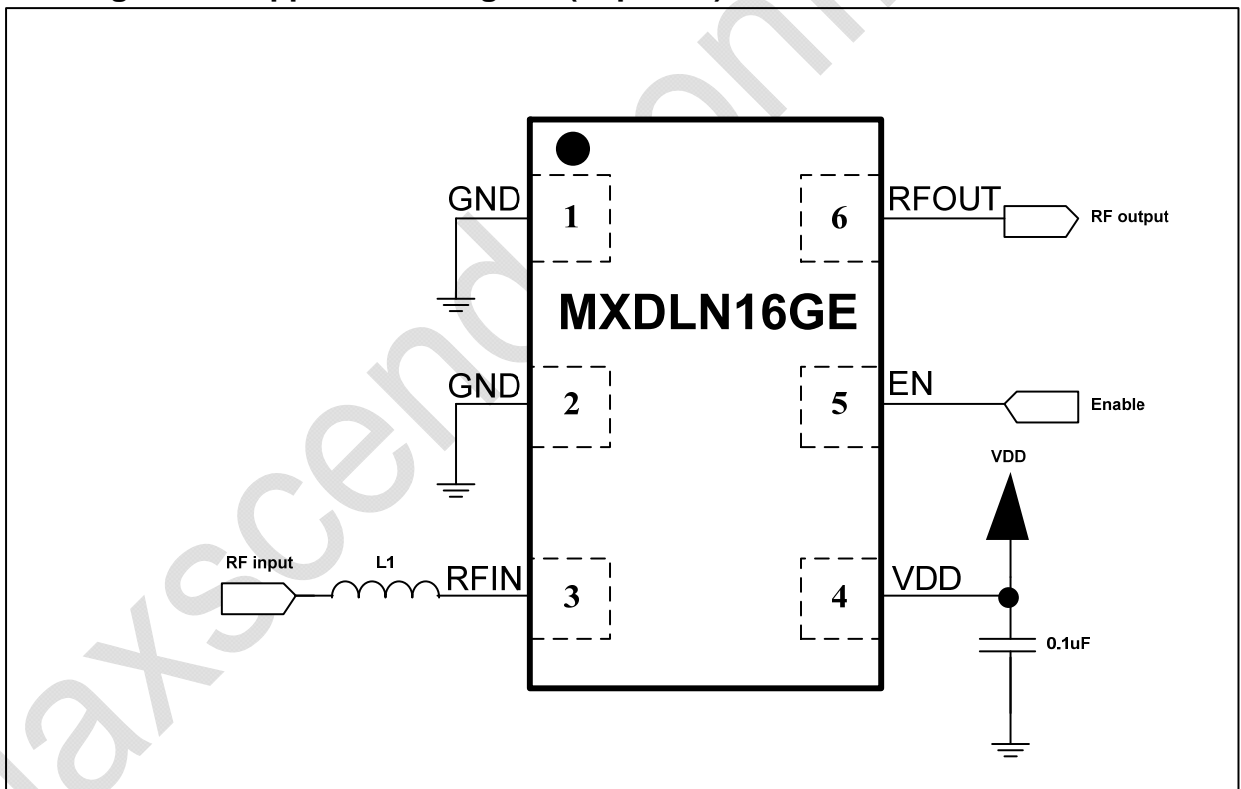 GND
1
6
RFOUT
RF output
MXDLN16GE
GND
2
5
EN
Enable
VDD
RF input
L1
RFIN
3
4
VDD
0.1uF